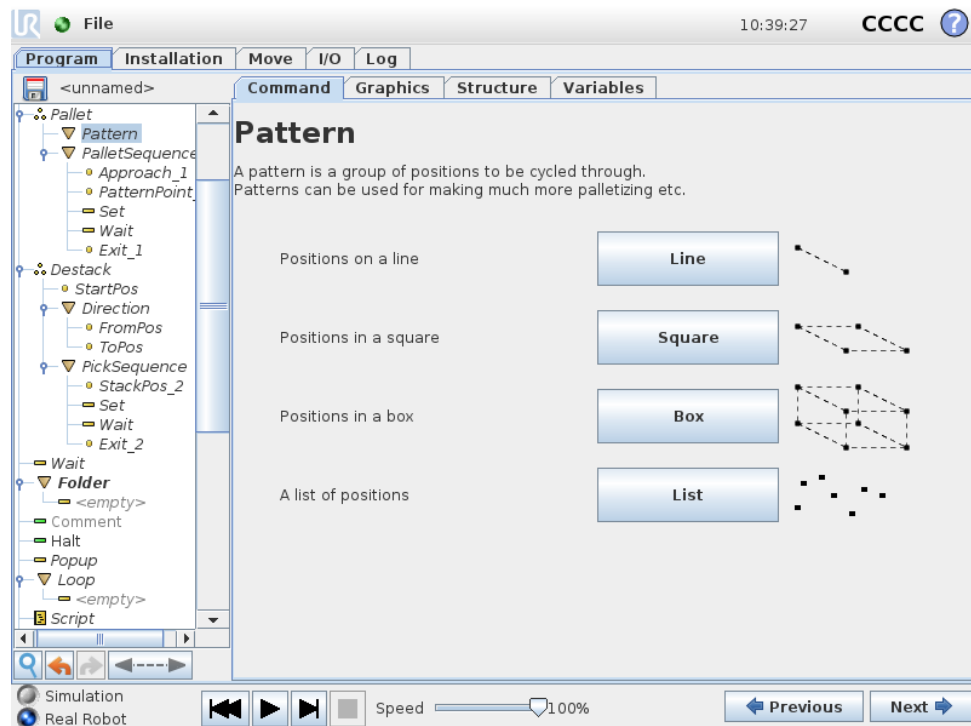 UR File 10:39:27 CCCC ?
Program Installation Move I/O Log
<unnamed> Command Graphics Structure Variables
Pallet
Pattern
PalletSequence
Approach_1
PatternPoint_
Set
Wait
Exit_1
Destack
StartPos
Direction
FromPos
ToPos
PickSequence
StackPos_2
Set
Wait
Exit_2
Wait
Folder
<empty>
Comment
Halt
Popup
Loop
<empty>
Script
Pattern
A pattern is a group of positions to be cycled through.
Patterns can be used for making much more palletizing etc.
Positions on a line Line
Positions in a square Square
Positions in a box Box
A list of positions List
Simulation
Real Robot
Speed 100%
Previous Next